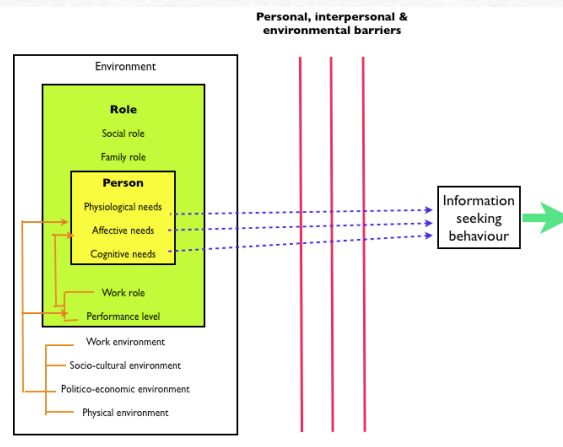 Personal, interpersonal &
environmental barriers
Environment
Role
Social role
Family role
Person
Physiological needs
Affective needs
Cognitive needs
Work role
Performance level
Work environment
Socio-cultural environment
Politico-economic environment
Physical environment
Information
seeking
behaviour